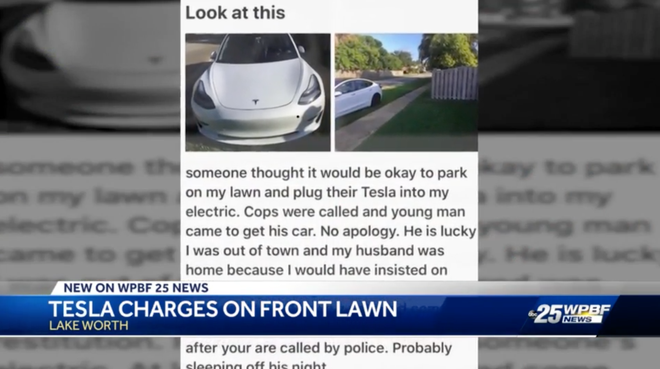 Look at this
someone thought it would be okay to park
on my lawn and plug their Tesla into my
electric. Cops were called and young man
came to get his car. No apology. He is lucky
I was out of town and my husband was
home because I would have insisted on
NEW ON WPBF 25 NEWS
TESLA CHARGES ON FRONT LAWN
LAKE WORTH
abc 25 WPBF
NEWS
after your are called by police. Probably
sleeping off his night